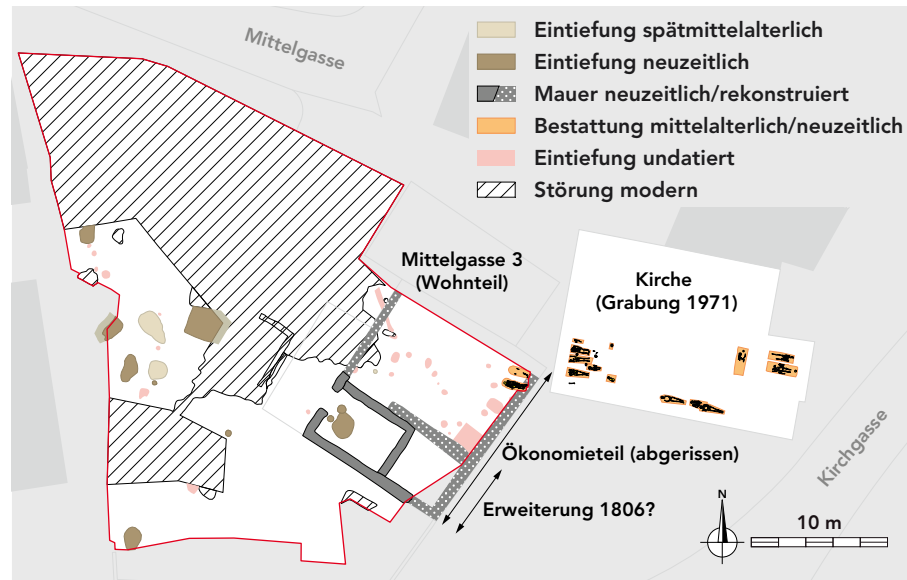 Mittelgasse
Eintiefung spätmittelalterlich
Eintiefung neuzeitlich
Mauer neuzeitlich/rekonstruiert
Bestattung mittelalterlich/neuzeitlich
Eintiefung undatiert
Störung modern
Mittelgasse 3
(Wohnteil)
Kirche
(Grabung 1971)
Ökonomieteil (abgerissen)
Erweiterung 1806?
Kirchgasse
N
10 m